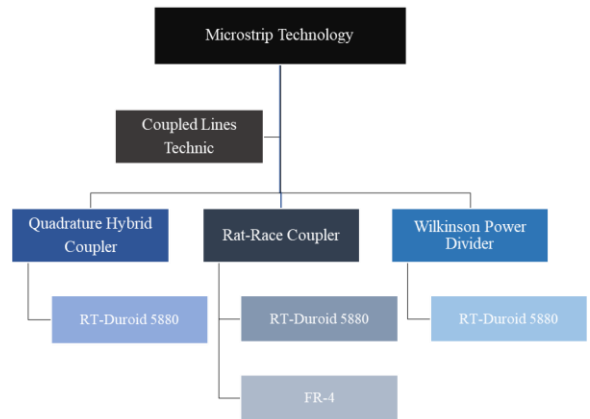 Microstrip Technology
Coupled Lines
Technic
Quadrature Hybrid
Coupler
Rat-Race Coupler
Wilkinson Power
Divider
RT-Duroid 5880
RT-Duroid 5880
RT-Duroid 5880
FR-4